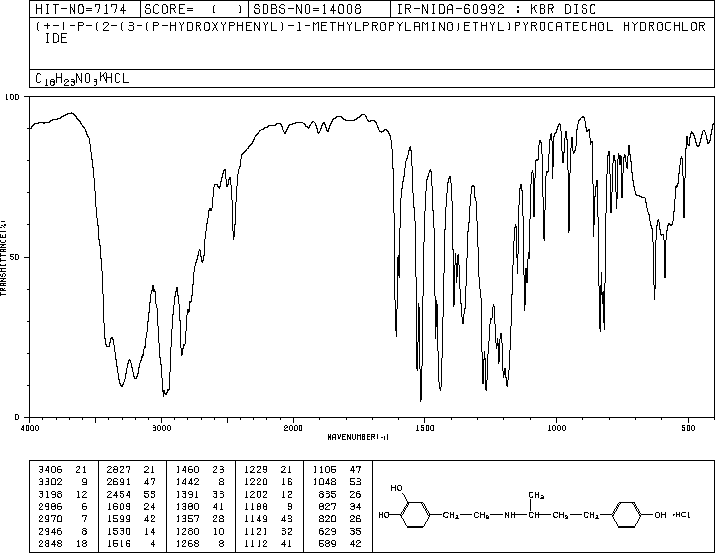 HIT-NO=7174 SCORE= ( ) SDBS-NO=14008 IR-NIDA-60992 : KBR DISC
(+-)-P-(2-(3-(P-HYDROXYPHENYL)-1-METHYLPROPYLAMINO)ETHYL)PYROCATECHOL HYDROCHLOR
IDE
C18H23NO3 HCL
100
TRANSMITTANCE(%)
50
0
4000 3000 2000 1500 1000 500
WAVENUMBER(-1)
3406 21 2827 21 1460 23 1229 21 1106 47
3302 9 2691 47 1442 8 1220 16 1048 53
3198 12 2454 55 1391 33 1202 12 835 26
2986 6 1609 24 1380 41 1188 9 827 34
2970 7 1599 42 1357 28 1149 43 820 26
2946 8 1530 14 1280 10 1121 32 629 35
2848 18 1516 4 1268 8 1112 41 589 42
CH3
HO
HO CH2 CH2 NH CH CH2 CH2 OH ·HCl